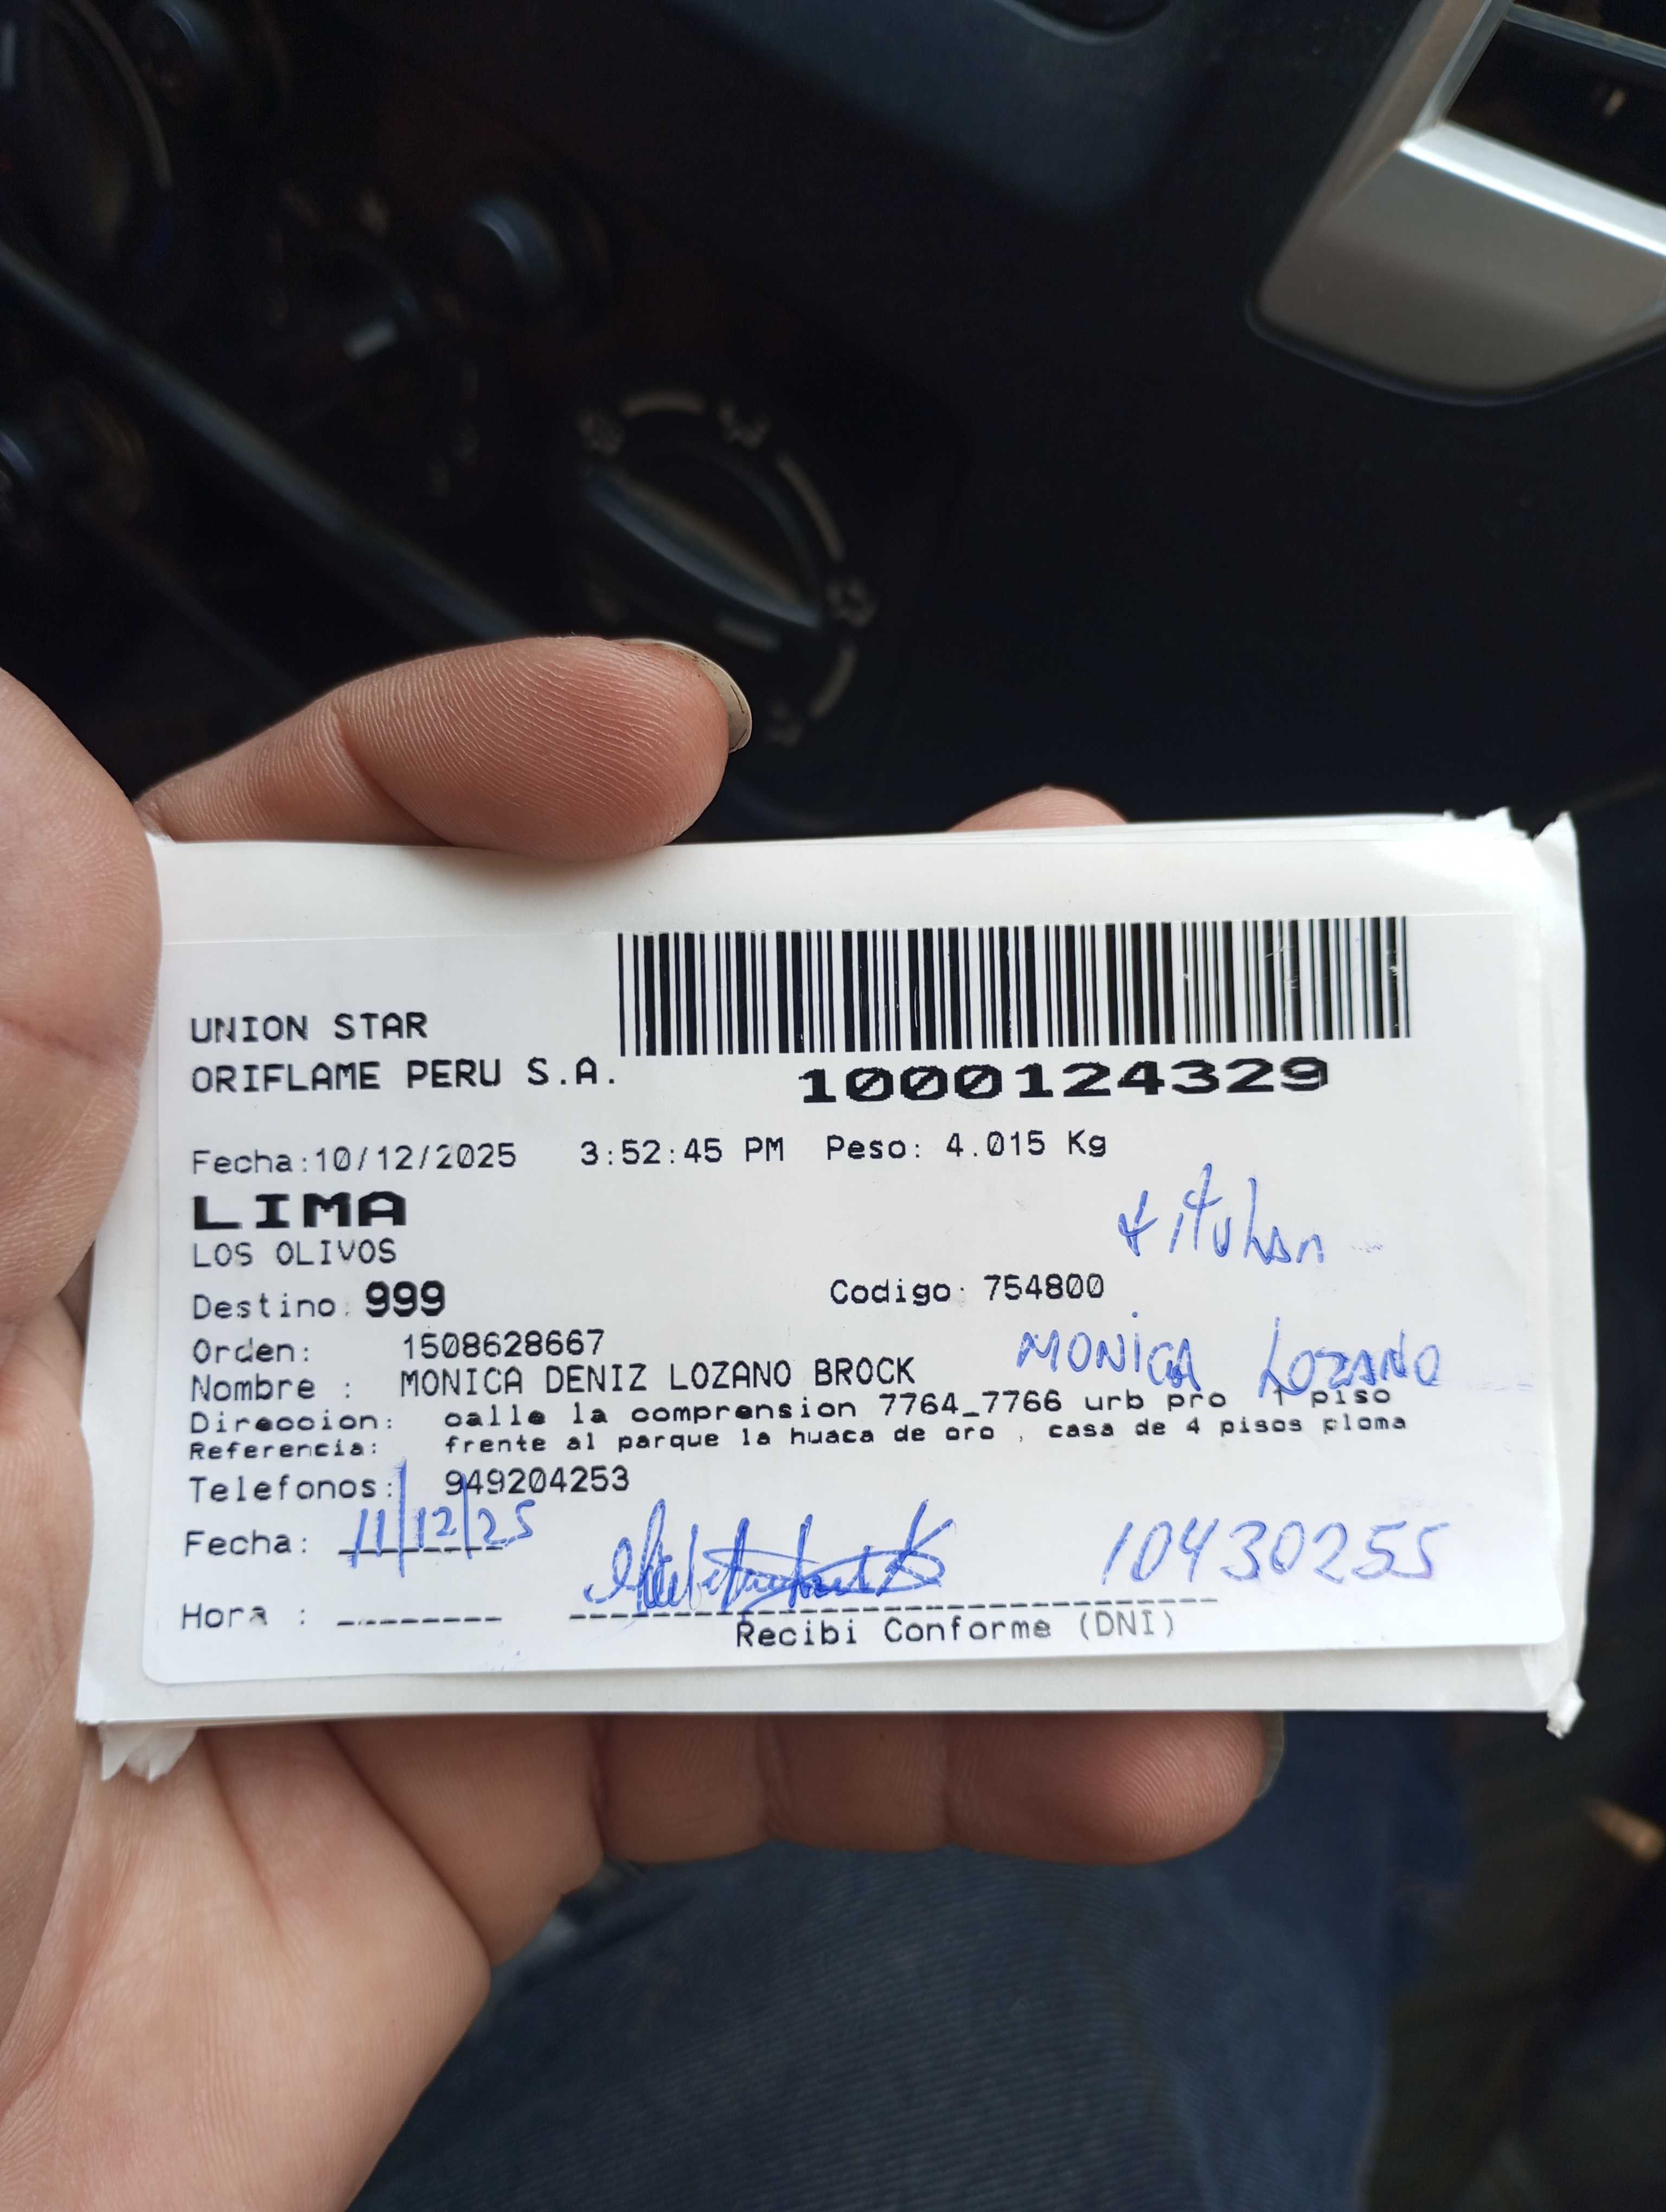 UNION STAR
ORIFLAME PERU S.A.
1000124329
Fecha:10/12/2025 3:52:45 PM Peso: 4.015 Kg
LIMA
titular
LOS OLIVOS
Destino: 999 Codigo: 754800
Orden: 1508628667
MONICA LOZANO
Nombre : MONICA DENIZ LOZANO BROCK
Direccion: calle la comprension 7764_7766 urb pro 1 piso
Referencia: frente al parque la huaca de oro , casa de 4 pisos ploma
Telefonos: 949204253
Fecha: 11/12/25
10430255
Hora :
Recibi Conforme (DNI)